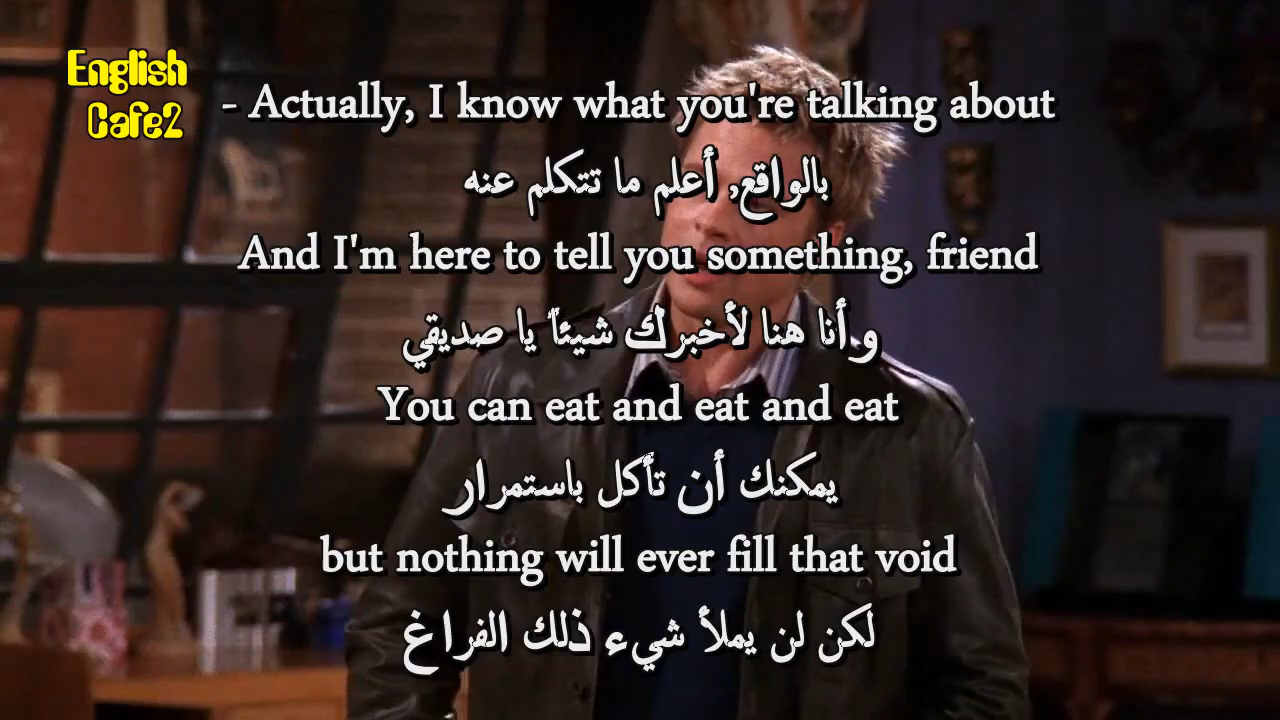 English
Cafe2
- Actually, I know what you're talking about
بالواقع, أعلم ما تتكلم عنه
And I'm here to tell you something, friend
وأنا هنا لأخبرك شيئاً يا صديقي
You can eat and eat and eat
يمكنك أن تأكل باستمرار
but nothing will ever fill that void
لكن لن يملأ شيء ذلك الفراغ